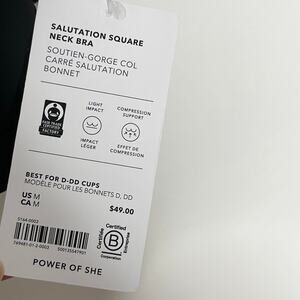 SALUTATION SQUARE
NECK BRA
SOUTIEN-GORGE COL
CARRÉ SALUTATION
BONNET
LIGHT
IMPACT
COMPRESSION
SUPPORT
FAIR TRADE
CERTIFIED
FACTORY
IMPACT
LÉGER
EFFET DE
COMPRESSION
BEST FOR D-DD CUPS
MODÈLE POUR LES BONNETS D, DD
US M
CA M
$49.00
Certified
B
Corporation
Certifiée
Entreprise
POWER OF SHE